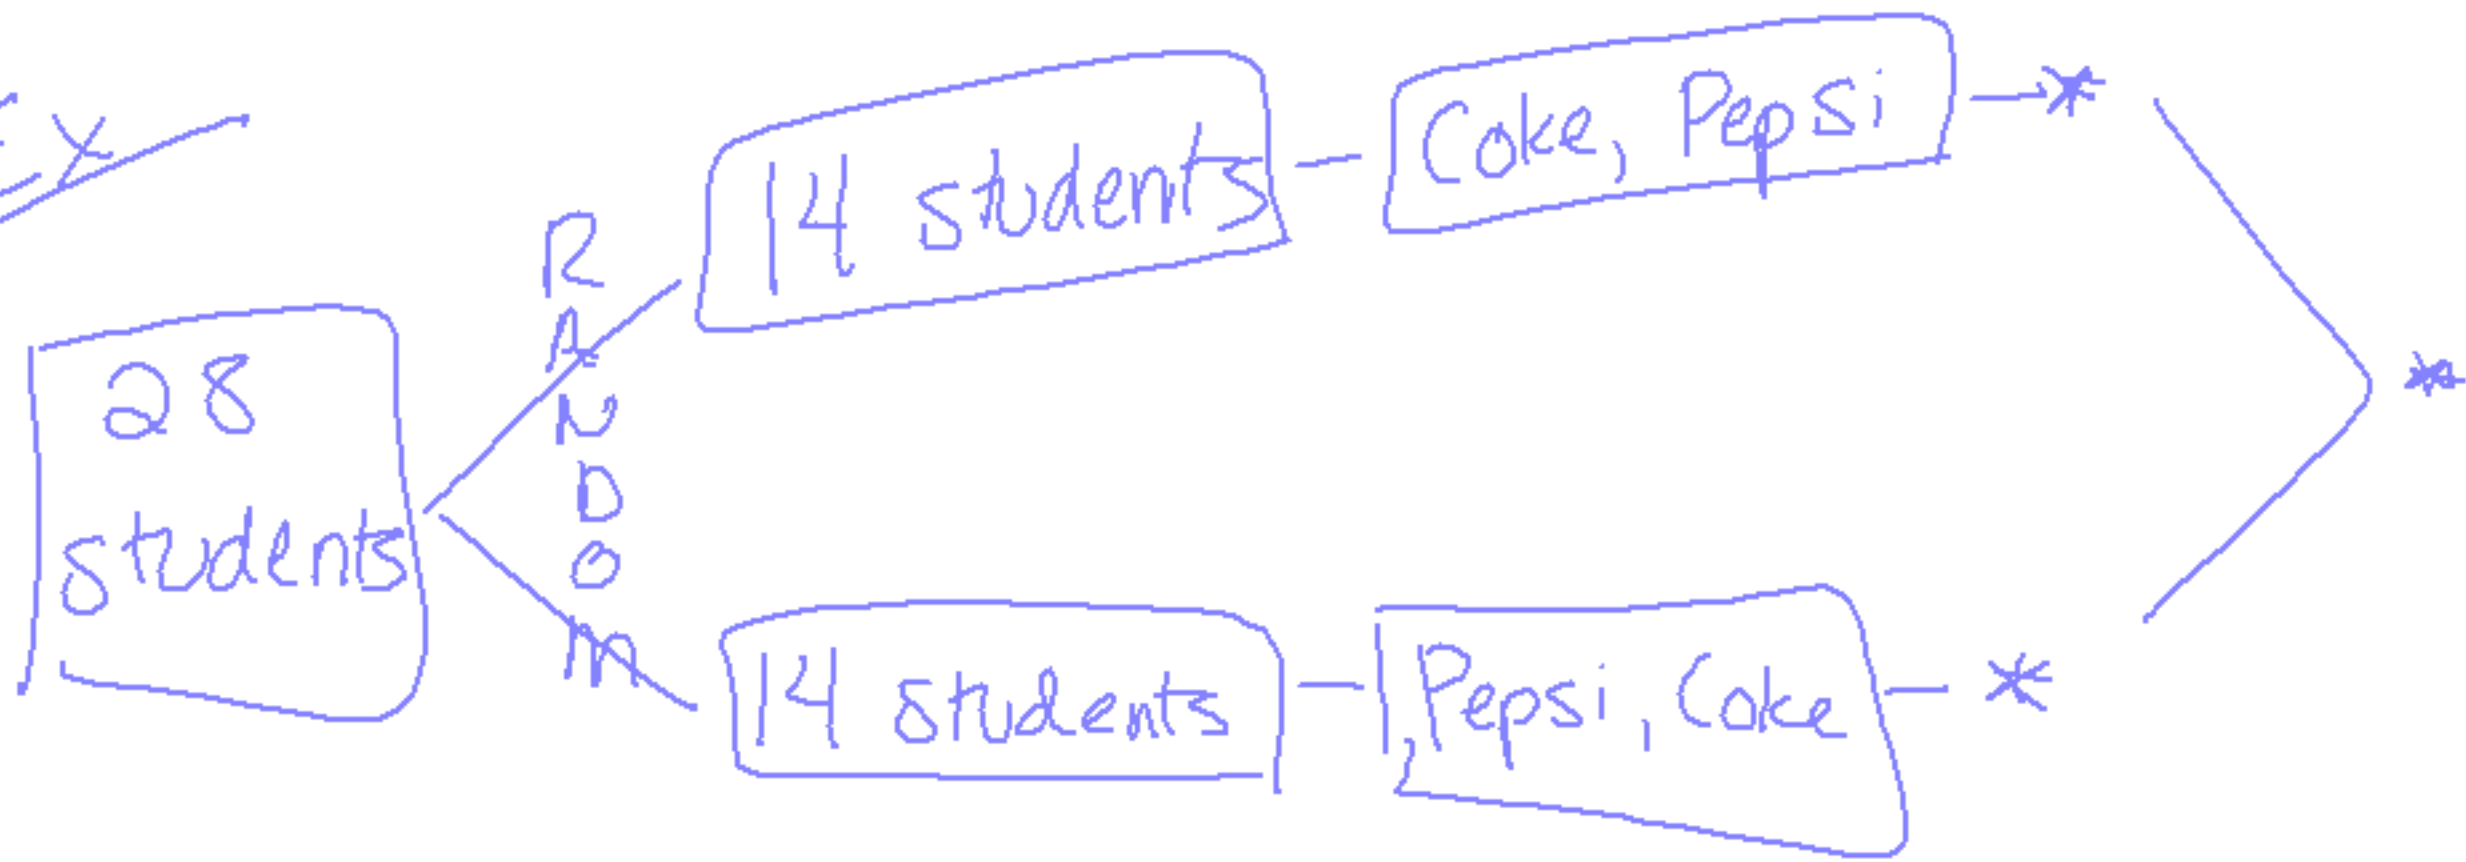 Ex
28
students
RANDOM
14 students - Coke, Pepsi - *
*
14 students - Pepsi, Coke - *